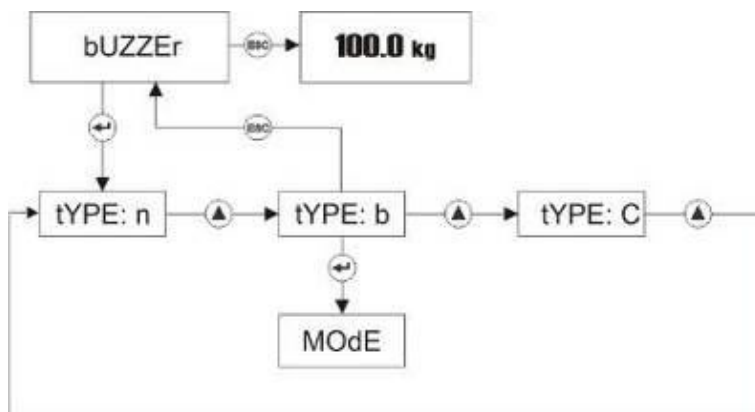 bUZZEr
ESC
100.0 kg
ESC
tYPE: n
tYPE: b
tYPE: C
MOdE